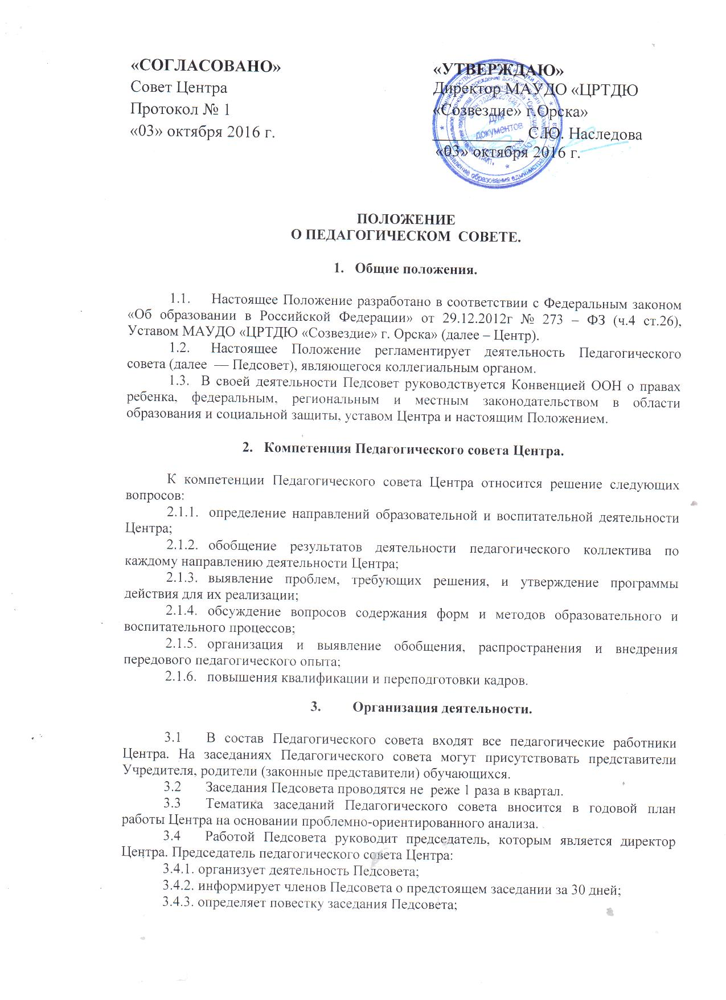 «СОГЛАСОВАНО»
Совет Центра
Протокол № 1
«03» октября 2016 г.
«УТВЕРЖДАЮ»
Директор МАУДО «ЦРТДЮ
«Созвездие» г.Орска»
____________ С.Ю. Наследова
«03» октября 2016 г.
Для
документов
ПОЛОЖЕНИЕ
О ПЕДАГОГИЧЕСКОМ СОВЕТЕ.
1. Общие положения.
1.1. Настоящее Положение разработано в соответствии с Федеральным законом
«Об образовании в Российской Федерации» от 29.12.2012г № 273 – ФЗ (ч.4 ст.26),
Уставом МАУДО «ЦРТДЮ «Созвездие» г. Орска» (далее – Центр).
1.2. Настоящее Положение регламентирует деятельность Педагогического
совета (далее — Педсовет), являющегося коллегиальным органом.
1.3. В своей деятельности Педсовет руководствуется Конвенцией ООН о правах
ребенка, федеральным, региональным и местным законодательством в области
образования и социальной защиты, уставом Центра и настоящим Положением.
2. Компетенция Педагогического совета Центра.
К компетенции Педагогического совета Центра относится решение следующих
вопросов:
2.1.1. определение направлений образовательной и воспитательной деятельности
Центра;
2.1.2. обобщение результатов деятельности педагогического коллектива по
каждому направлению деятельности Центра;
2.1.3. выявление проблем, требующих решения, и утверждение программы
действия для их реализации;
2.1.4. обсуждение вопросов содержания форм и методов образовательного и
воспитательного процессов;
2.1.5. организация и выявление обобщения, распространения и внедрения
передового педагогического опыта;
2.1.6. повышения квалификации и переподготовки кадров.
3. Организация деятельности.
3.1 В состав Педагогического совета входят все педагогические работники
Центра. На заседаниях Педагогического совета могут присутствовать представители
Учредителя, родители (законные представители) обучающихся.
3.2 Заседания Педсовета проводятся не реже 1 раза в квартал.
3.3 Тематика заседаний Педагогического совета вносится в годовой план
работы Центра на основании проблемно-ориентированного анализа.
3.4 Работой Педсовета руководит председатель, которым является директор
Центра. Председатель педагогического совета Центра:
3.4.1. организует деятельность Педсовета;
3.4.2. информирует членов Педсовета о предстоящем заседании за 30 дней;
3.4.3. определяет повестку заседания Педсовета;